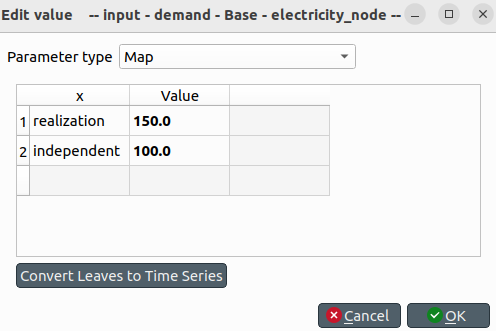 Edit value -- input - demand - Base - electricity_node --
Parameter type Map
x Value
1 realization 150.0
2 independent 100.0
Convert Leaves to Time Series
Cancel OK